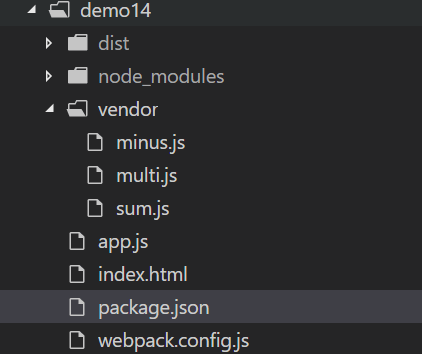 demo14
dist
node_modules
vendor
minus.js
multi.js
sum.js
app.js
index.html
package.json
webpack.config.js